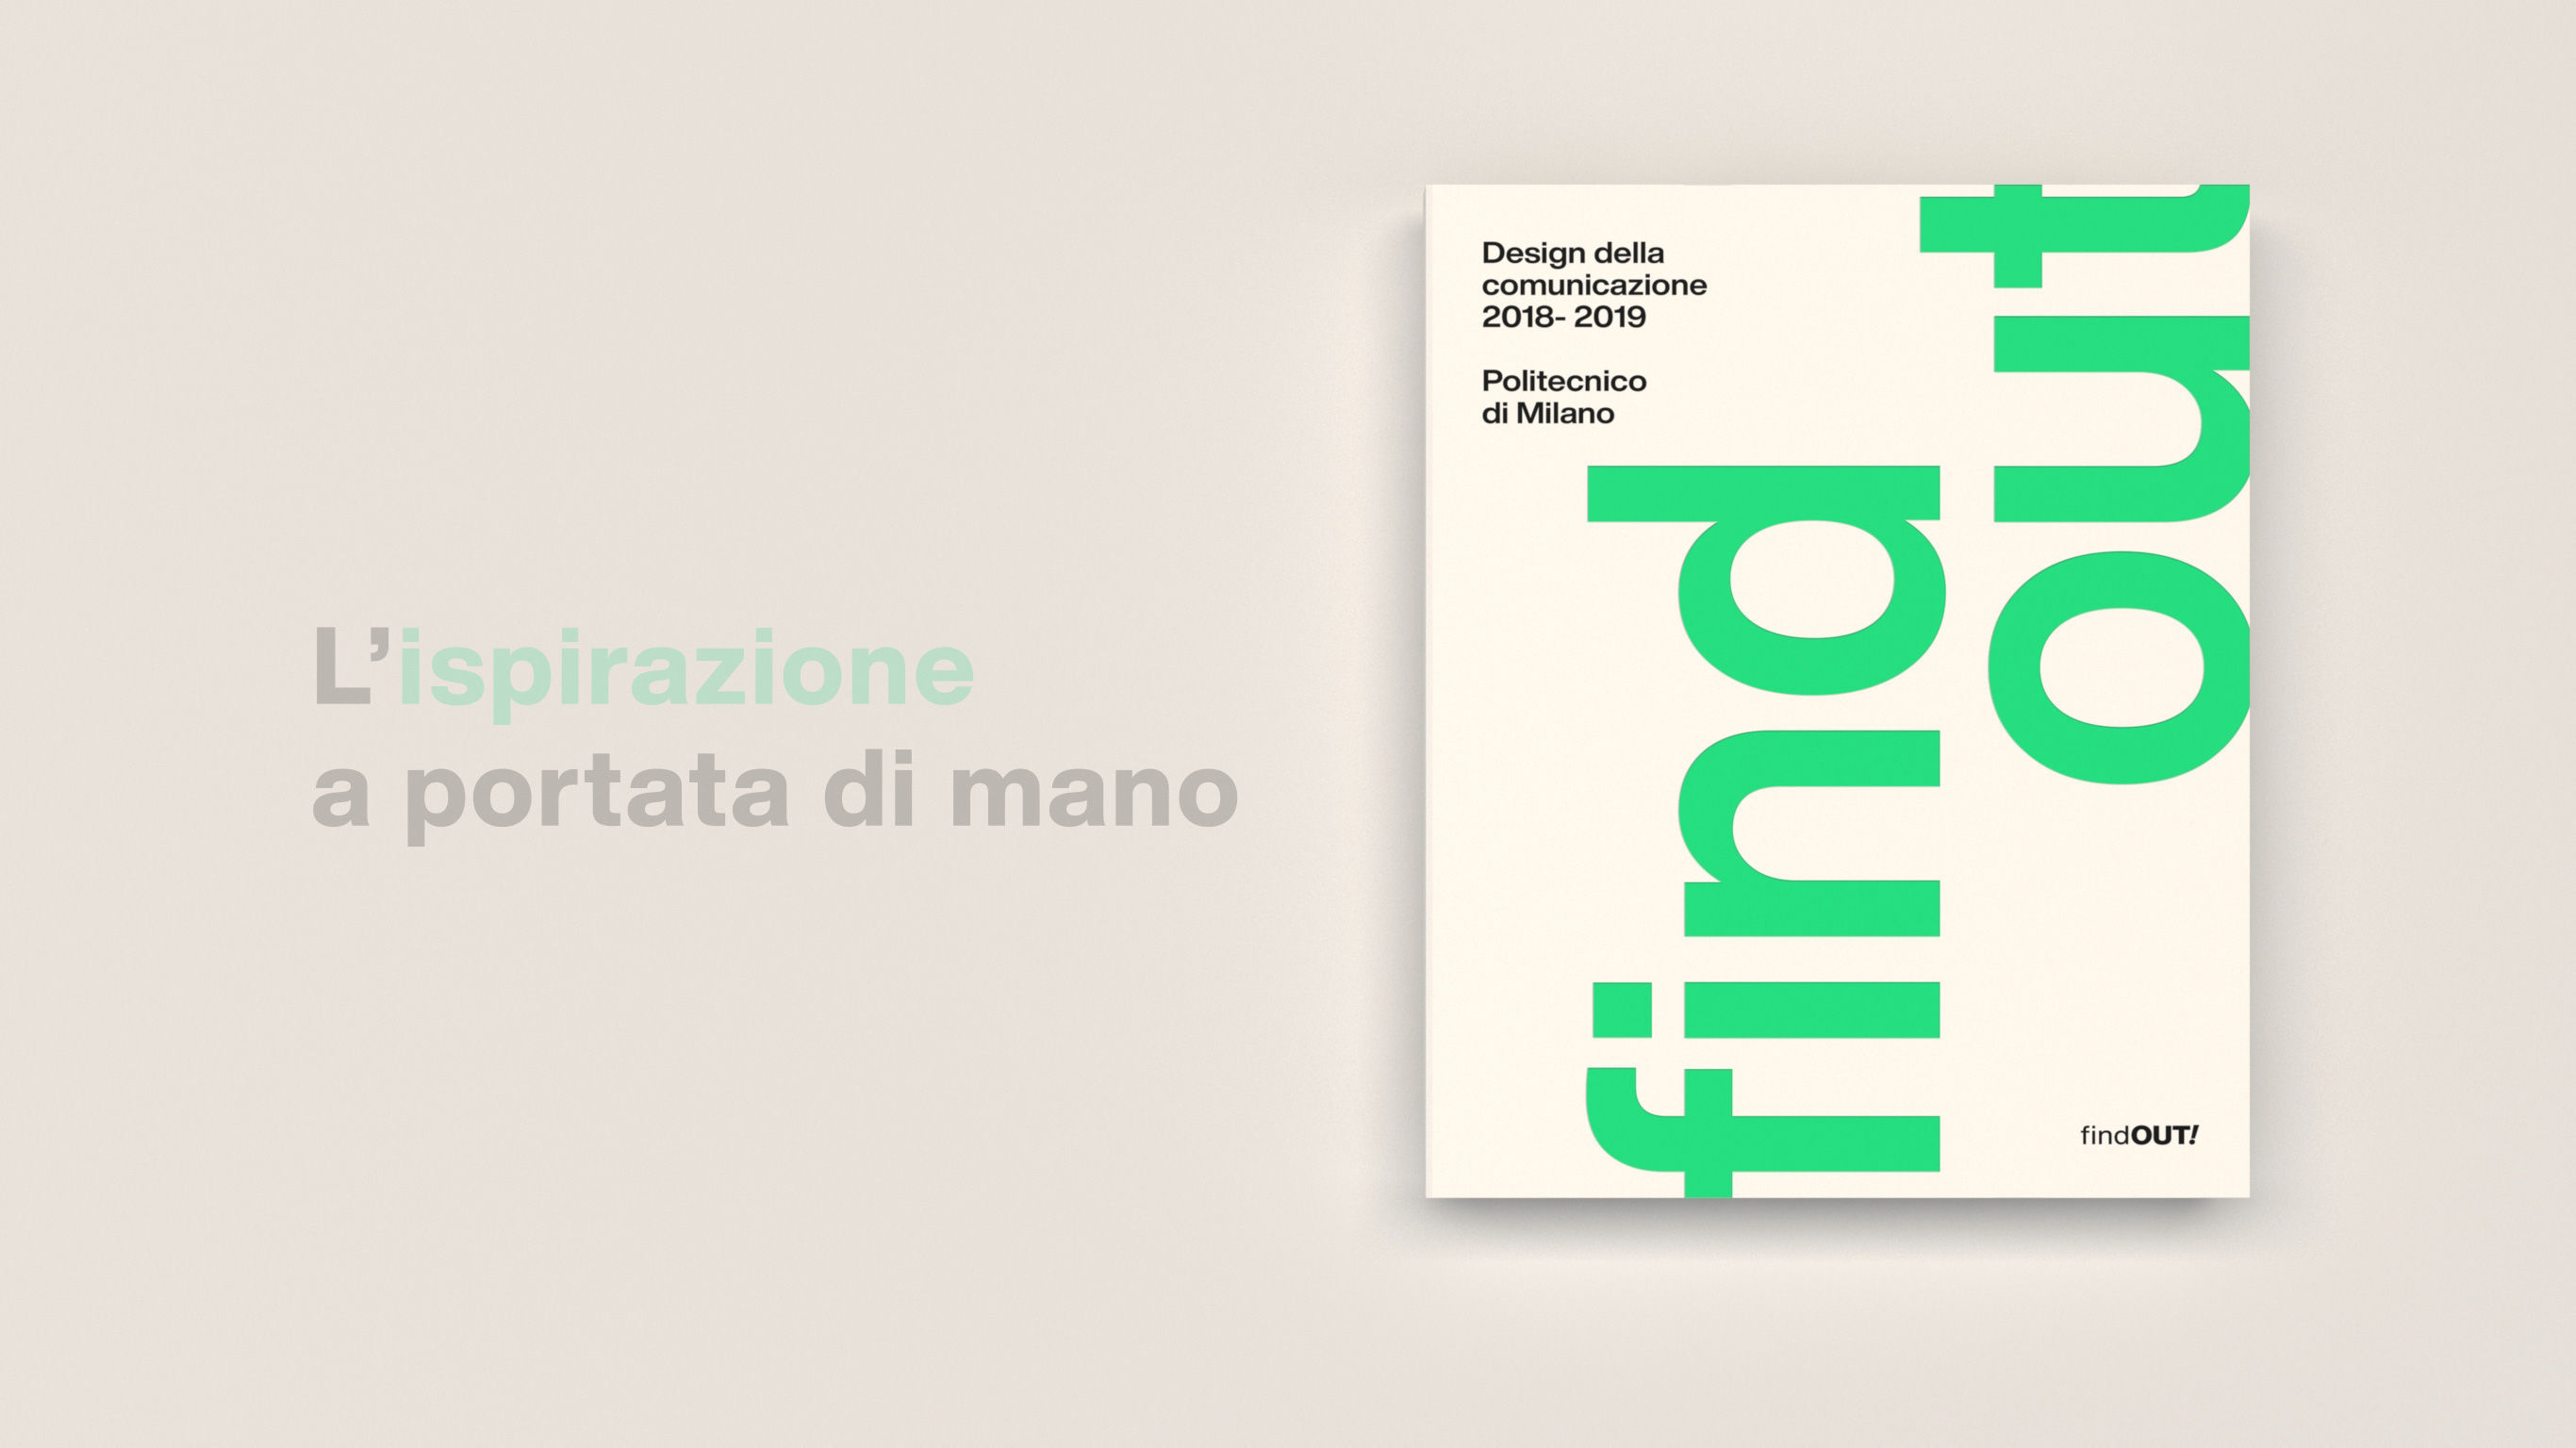 L’ispirazione
a portata di mano
Design della
comunicazione
2018- 2019
Politecnico
di Milano
find
out
findOUT!